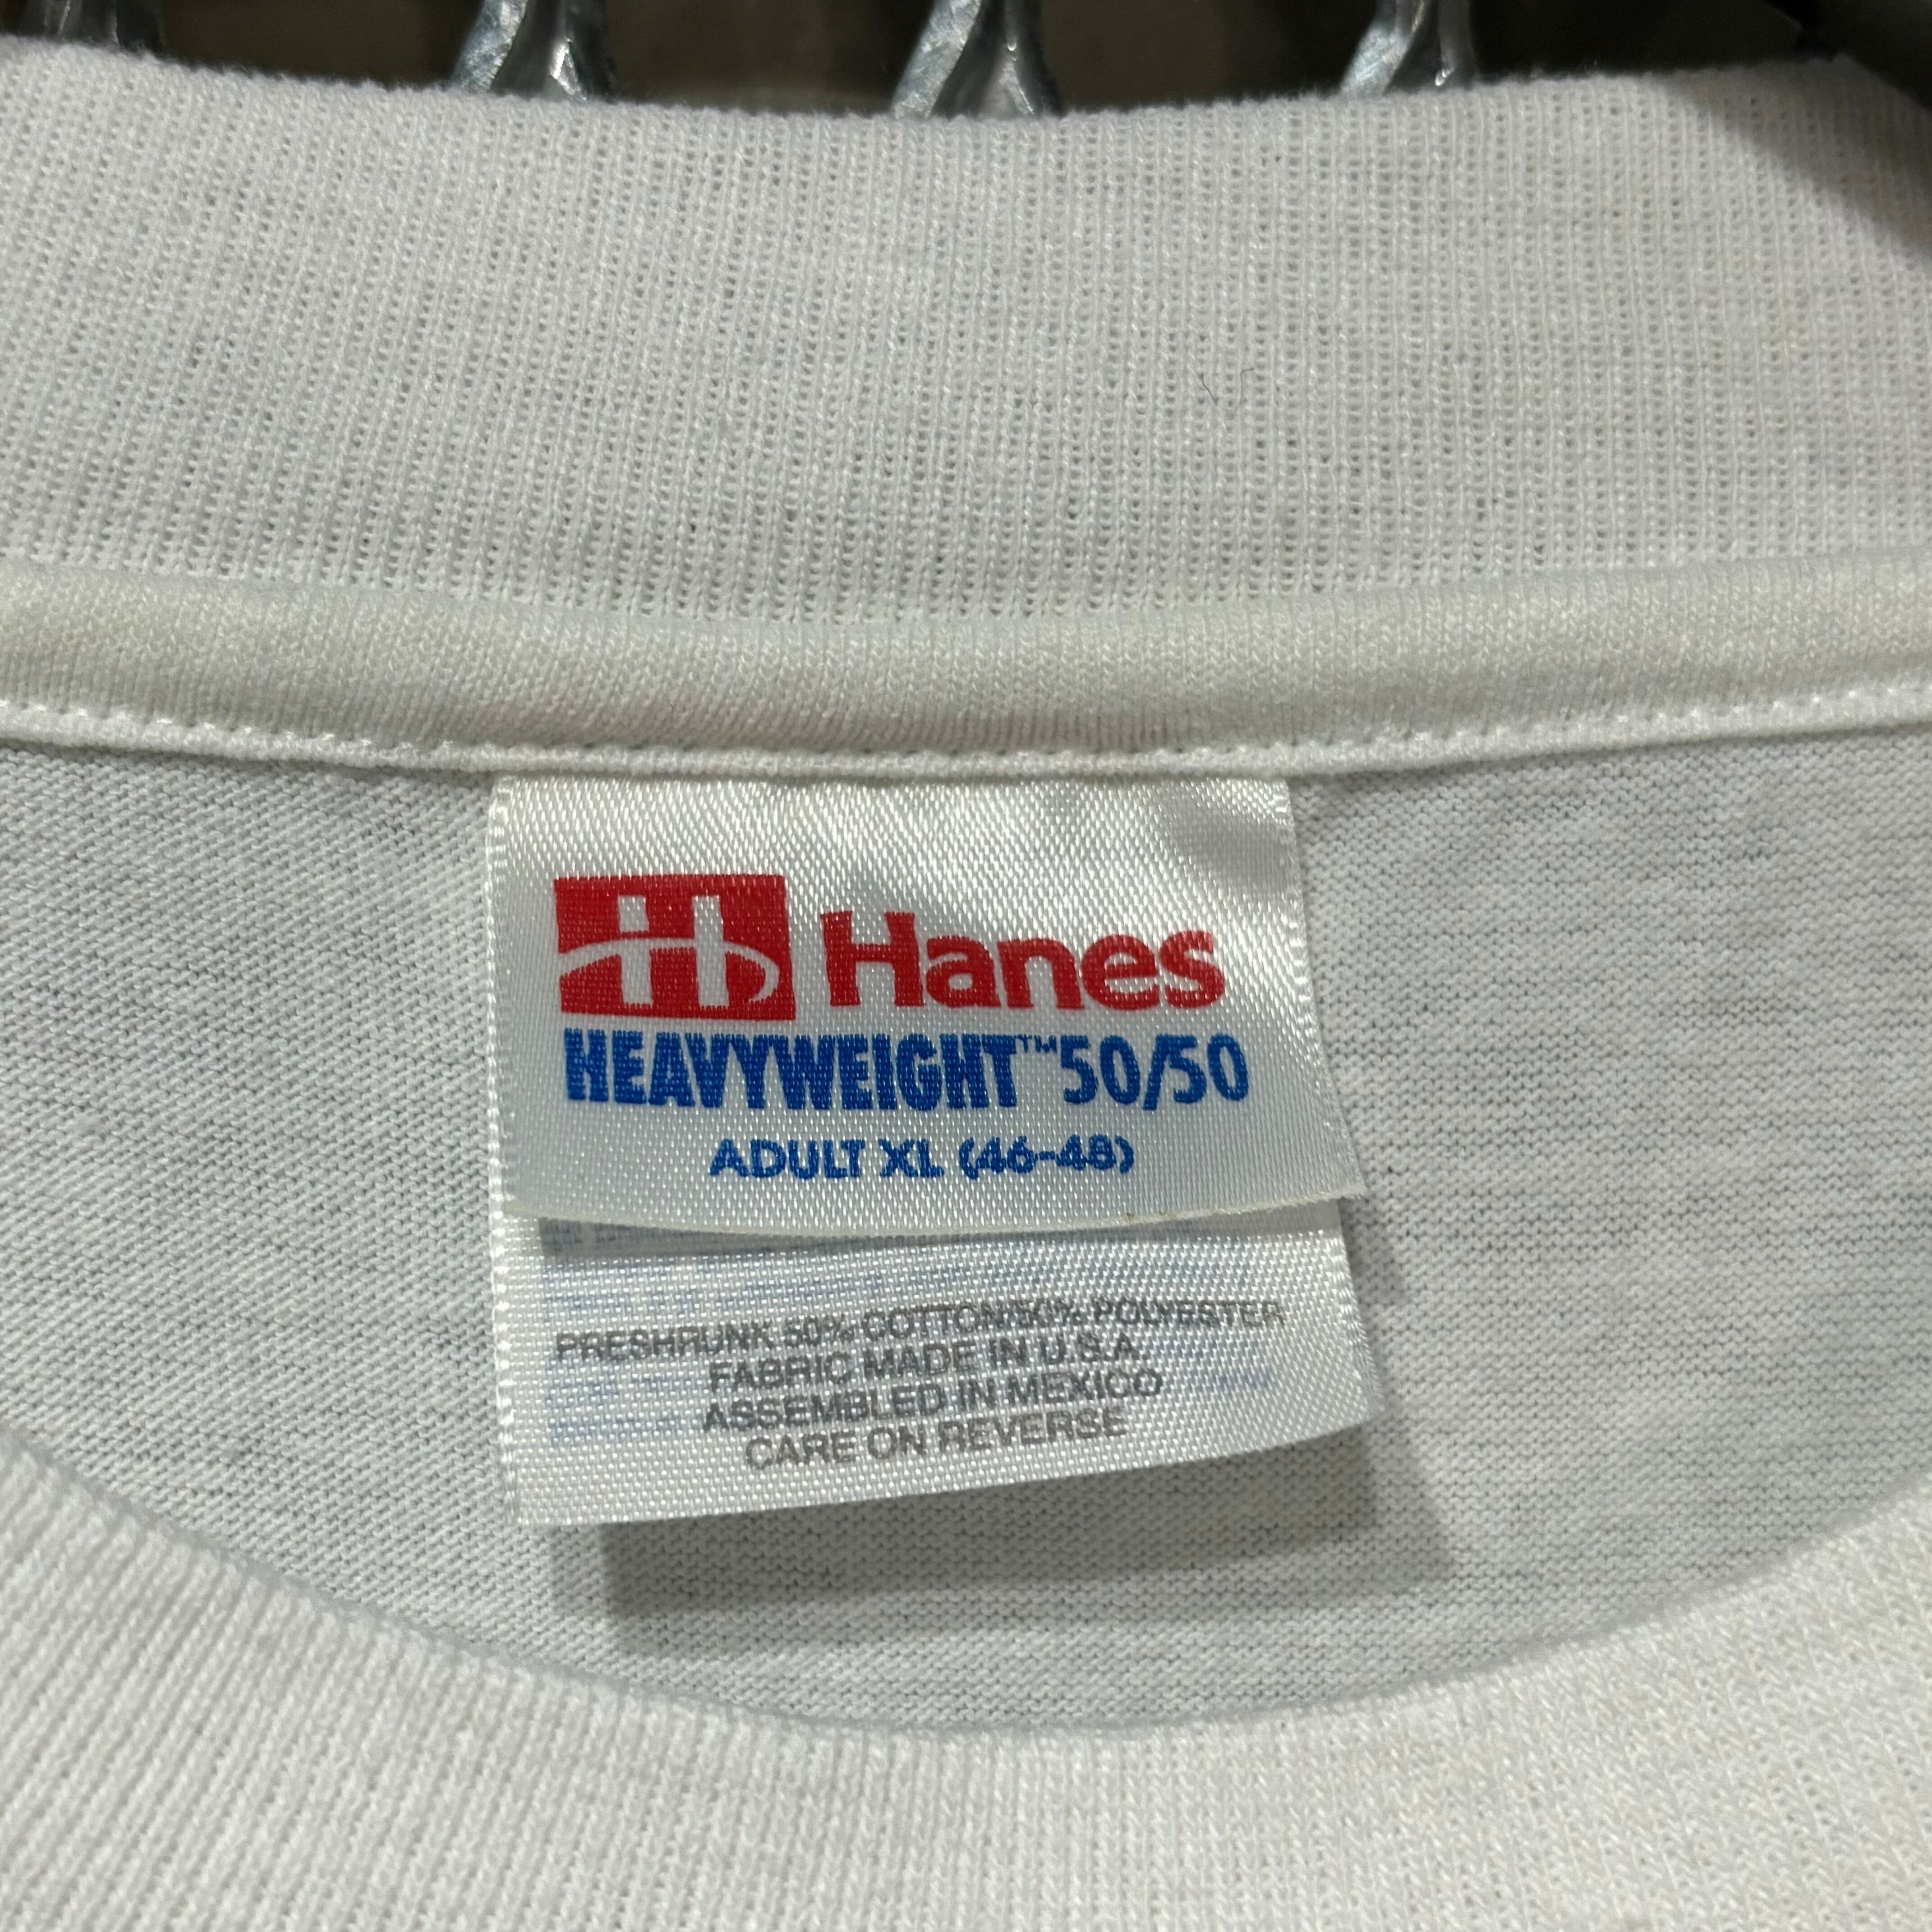 Hanes
HEAVYWEIGHT™50/50
ADULT XL (46-48)
PRESHRUNK 50% COTTON/50% POLYESTER
FABRIC MADE IN U.S.A.
ASSEMBLED IN MEXICO
CARE ON REVERSE